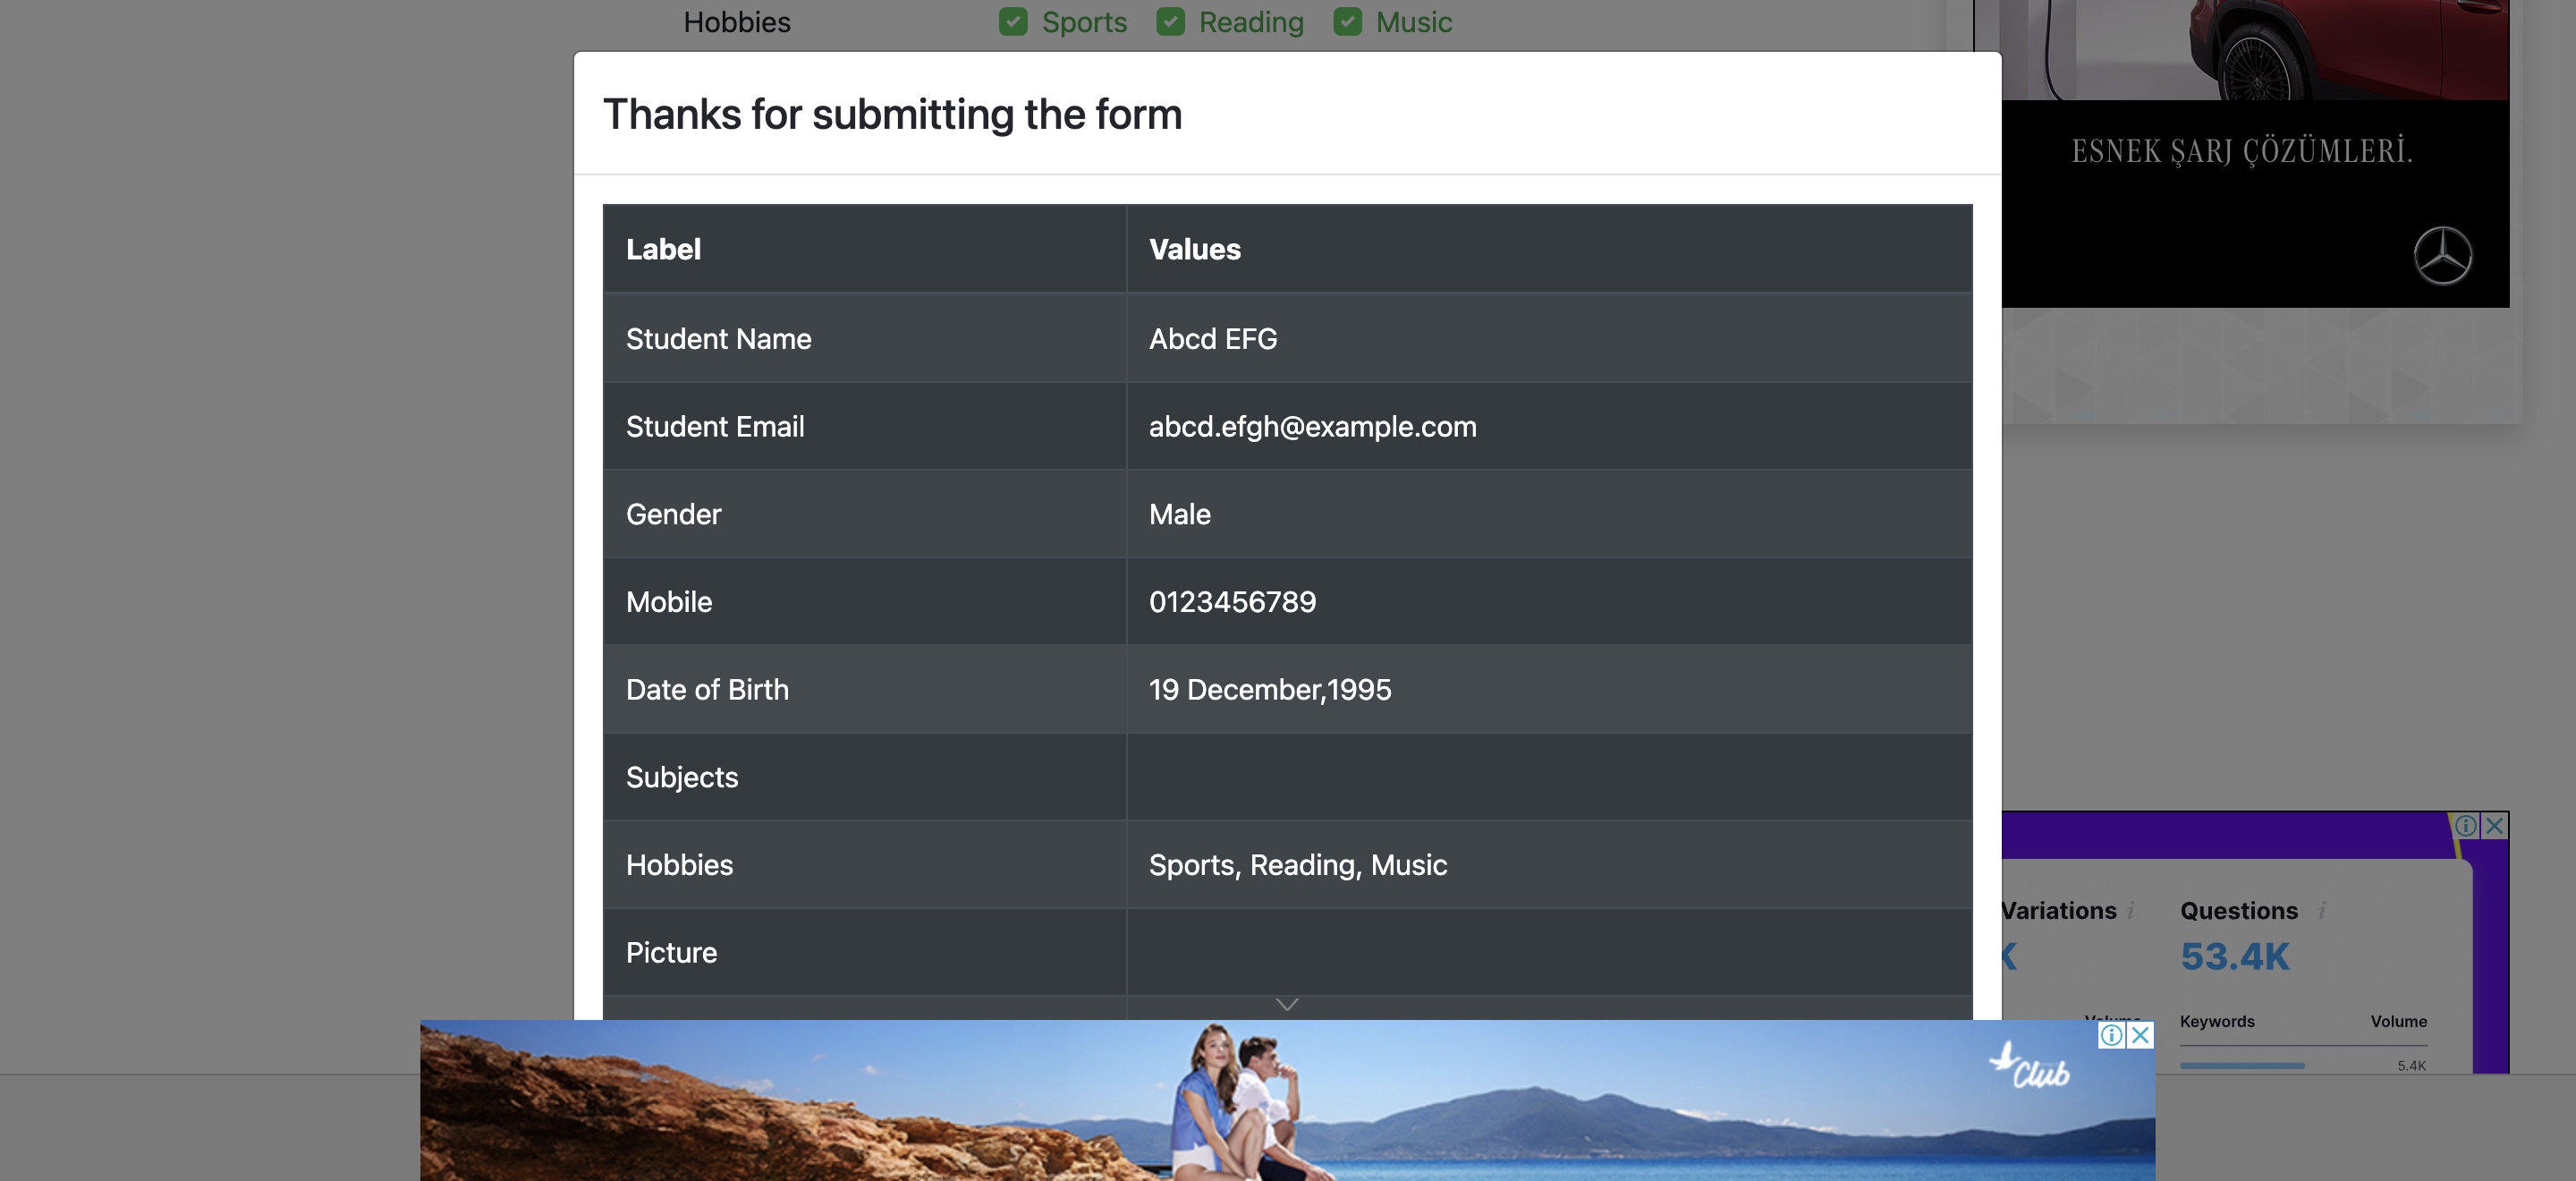 Hobbies Sports Reading Music
Thanks for submitting the form
Label Values
Student Name Abcd EFG
Student Email abcd.efgh@example.com
Gender Male
Mobile 0123456789
Date of Birth 19 December,1995
Subjects
Hobbies Sports, Reading, Music
Picture
ESNEK ŞARJ ÇÖZÜMLERİ.
Variations i Questions i
K 53.4K
Volume Keywords Volume
5.4K
Club